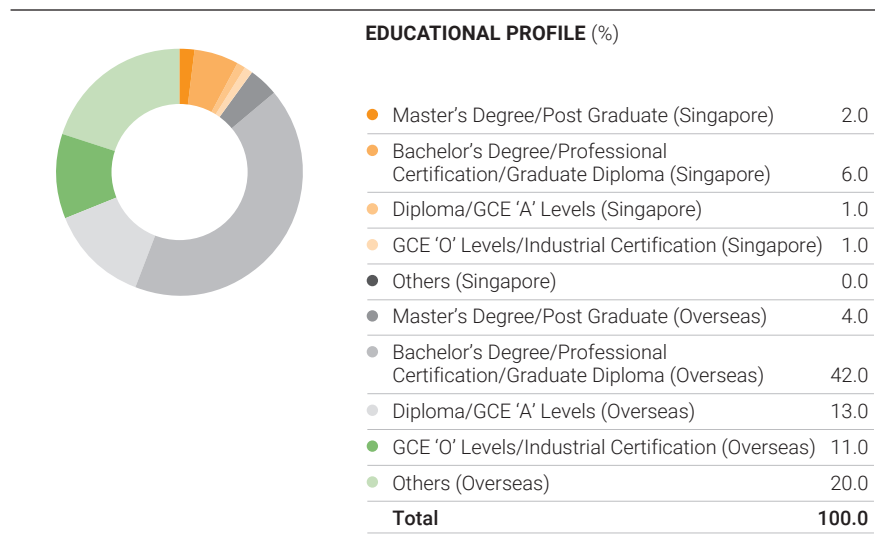 EDUCATIONAL PROFILE (%)
Master’s Degree/Post Graduate (Singapore) 2.0
Bachelor’s Degree/Professional
Certification/Graduate Diploma (Singapore) 6.0
Diploma/GCE ‘A’ Levels (Singapore) 1.0
GCE ‘O’ Levels/Industrial Certification (Singapore) 1.0
Others (Singapore) 0.0
Master’s Degree/Post Graduate (Overseas) 4.0
Bachelor’s Degree/Professional
Certification/Graduate Diploma (Overseas) 42.0
Diploma/GCE ‘A’ Levels (Overseas) 13.0
GCE ‘O’ Levels/Industrial Certification (Overseas) 11.0
Others (Overseas) 20.0
Total 100.0